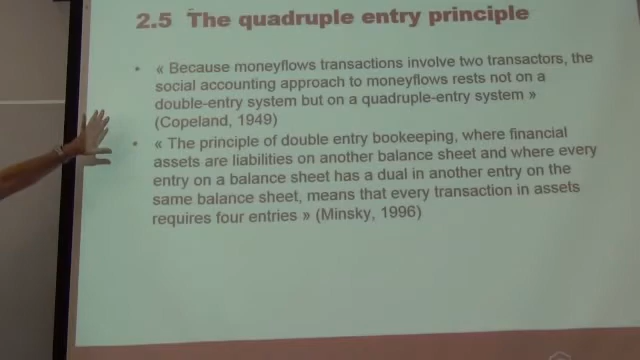 2.5 The quadruple entry principle
• « Because moneyflows transactions involve two transactors, the
social accounting approach to moneyflows rests not on a
double-entry system but on a quadruple-entry system »
(Copeland, 1949)
• « The principle of double entry bookeeping, where financial
assets are liabilities on another balance sheet and where every
entry on a balance sheet has a dual in another entry on the
same balance sheet, means that every transaction in assets
requires four entries » (Minsky, 1996)